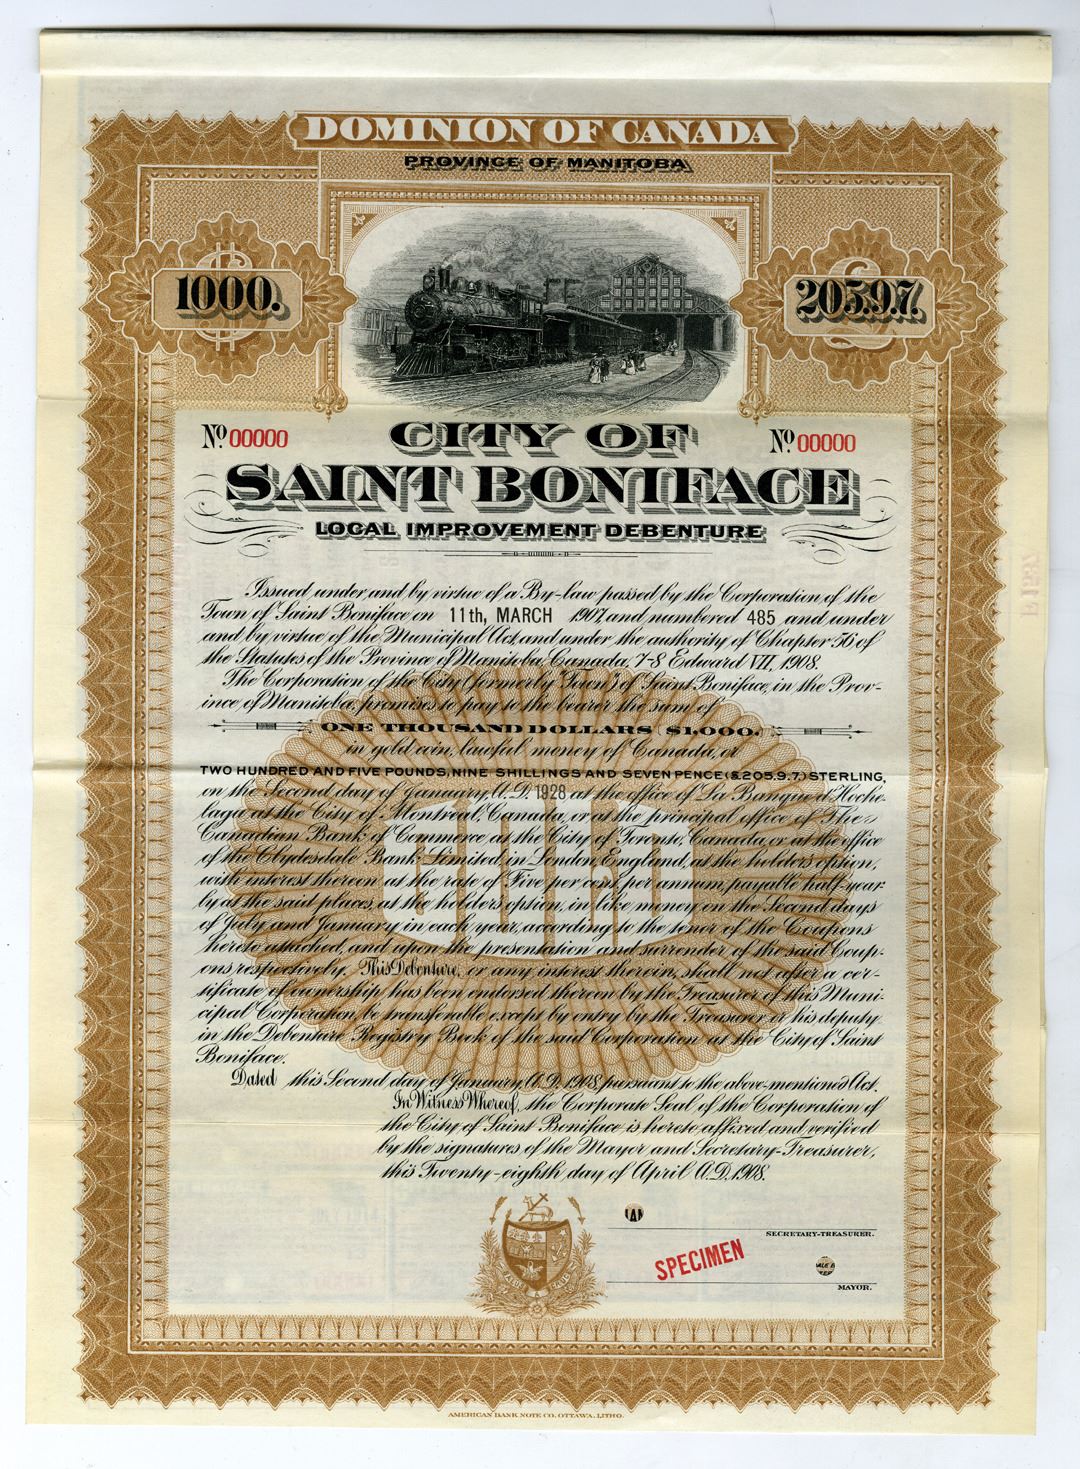 DOMINION OF CANADA
PROVINCE OF MANITOBA
1000.
205.9.7.
No 00000
No 00000
CITY OF
SAINT BONIFACE
LOCAL IMPROVEMENT DEBENTURE
Issued under and by virtue of a By-law passed by the Corporation of the
Town of Saint Boniface on 11th, MARCH 1907, and numbered 485 and under
and by virtue of the Municipal Act, and under the authority of Chapter 56, of
the Statutes of the Province of Manitoba, Canada, 7-8 Edward VII, 1908.
The Corporation of the City (formerly "Town") of Saint Boniface, in the Prov-
ince of Manitoba, promises to pay to the bearer the sum of
ONE THOUSAND DOLLARS ($1,000.)
in gold coin, lawful money of Canada, or
TWO HUNDRED AND FIVE POUNDS, NINE SHILLINGS AND SEVEN PENCE (£205.9.7.) STERLING,
on the Second day of January, A.D. 1928 at the office of La Banque d'Hoche-
laga at the City of Montreal, Canada, or at the principal office of The
Canadian Bank of Commerce at the City of Toronto, Canada, or at the office
of the Clydesdale Bank Limited, in London, England, at the holder's option,
with interest thereon at the rate of Five per cent. per annum, payable half-year-
ly at the said places, at the holder's option, in like money on the Second days
of July and January in each year, according to the tenor of the Coupons
hereto attached, and upon the presentation and surrender of the said Coup-
ons respectively. This Debenture, or any interest therein, shall not after a cer-
tificate of ownership has been endorsed thereon by the Treasurer of this Muni-
cipal Corporation, be transferable except by entry by the Treasurer or his deputy
in the Debenture Registry Book of the said Corporation at the City of Saint
Boniface.
Dated this Second day of January, A.D. 1908, pursuant to the above-mentioned Act.
In Witness Whereof, the Corporate Seal of the Corporation of
the City of Saint Boniface is hereto affixed and verified
by the signatures of the Mayor and Secretary-Treasurer,
this Twenty-eighth day of April A.D. 1908.
SECRETARY-TREASURER.
SPECIMEN
MAYOR.
AMERICAN BANK NOTE CO. OTTAWA. LITHO.